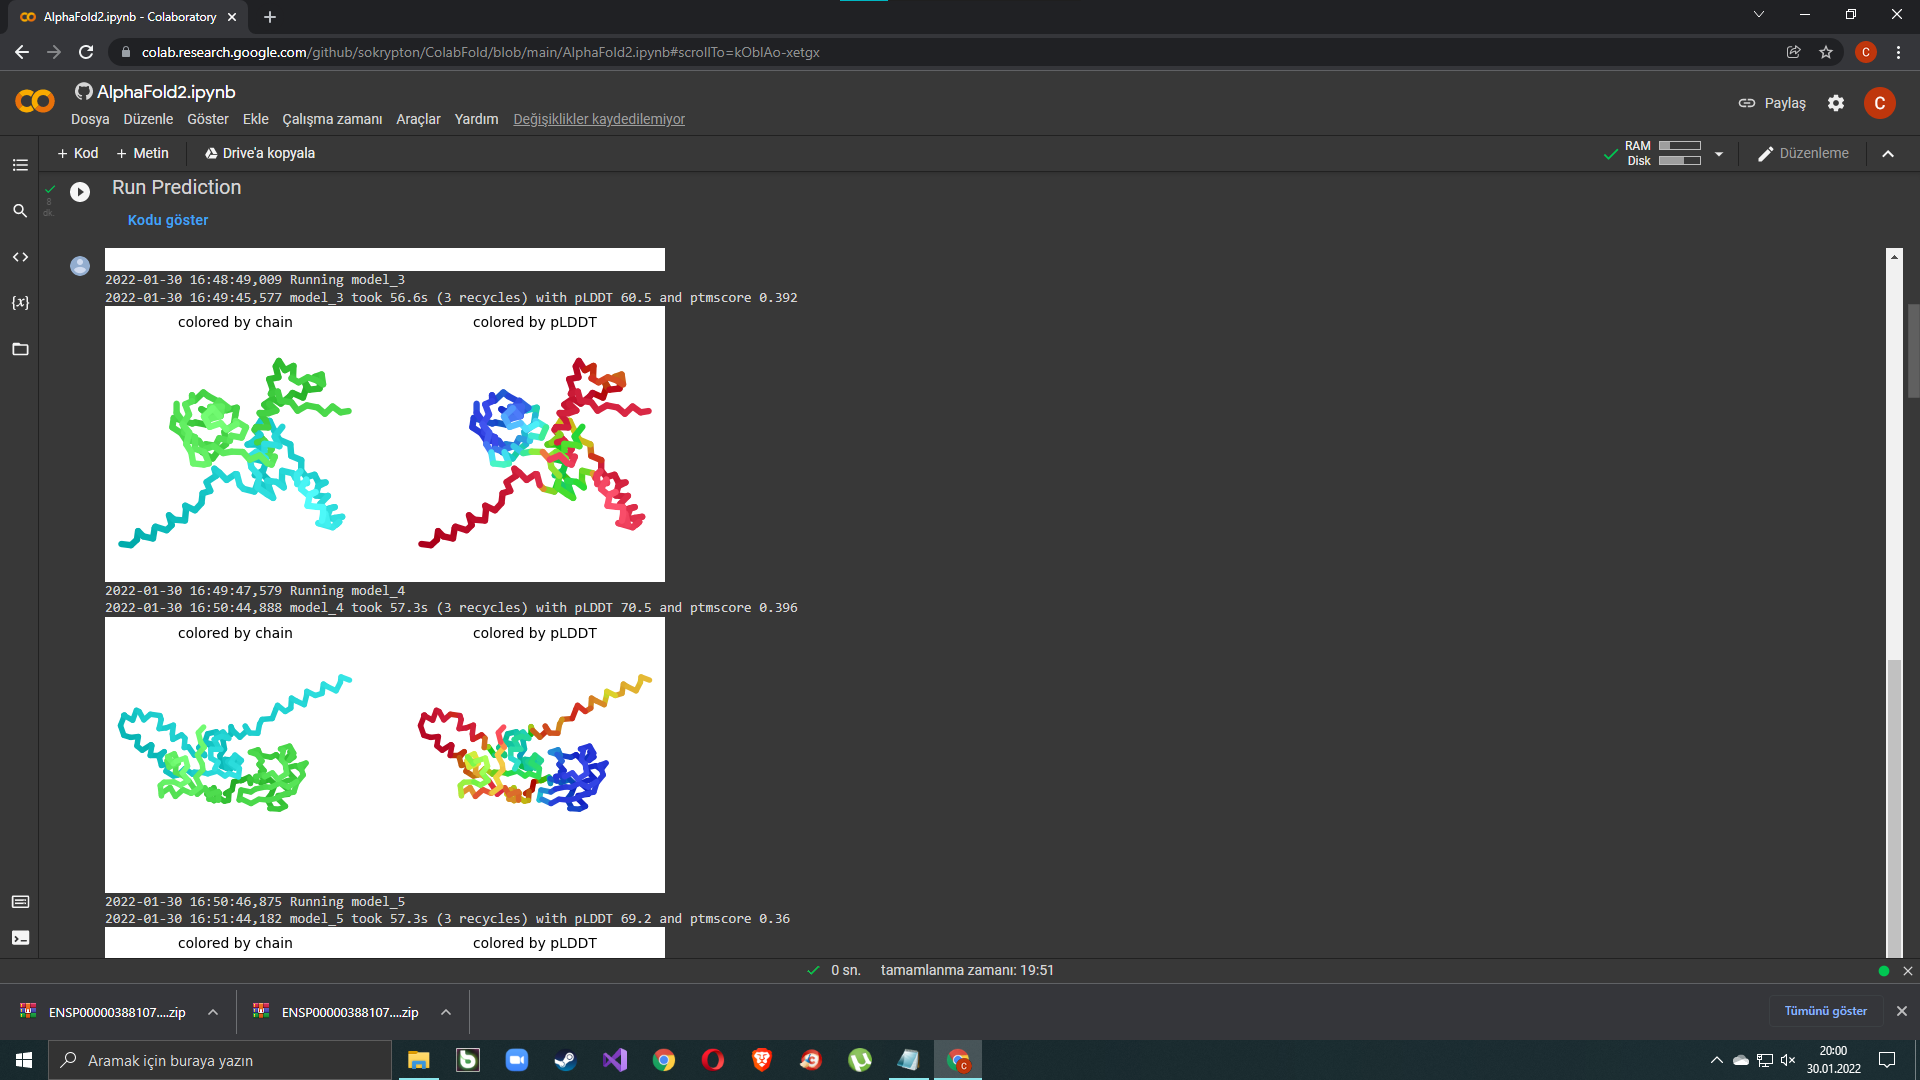 AlphaFold2.ipynb - Colaboratory
colab.research.google.com/github/sokrypton/ColabFold/blob/main/AlphaFold2.ipynb#scrollTo=kOblAo-xetgx
C
AlphaFold2.ipynb
Dosya Düzenle Göster Ekle Çalışma zamanı Araçlar Yardım Değişiklikler kaydedilemiyor
Paylaş
C
+ Kod + Metin Drive'a kopyala
RAM
Disk
Düzenleme
8
dk.
Run Prediction
Kodu göster
2022-01-30 16:48:49,009 Running model_3
2022-01-30 16:49:45,577 model_3 took 56.6s (3 recycles) with pLDDT 60.5 and ptmscore 0.392
colored by chain colored by pLDDT
2022-01-30 16:49:47,579 Running model_4
2022-01-30 16:50:44,888 model_4 took 57.3s (3 recycles) with pLDDT 70.5 and ptmscore 0.396
colored by chain colored by pLDDT
2022-01-30 16:50:46,875 Running model_5
2022-01-30 16:51:44,182 model_5 took 57.3s (3 recycles) with pLDDT 69.2 and ptmscore 0.36
colored by chain colored by pLDDT
0 sn. tamamlanma zamanı: 19:51
ENSP00000388107....zip ENSP00000388107....zip
Tümünü göster
Aramak için buraya yazın
20:00
30.01.2022